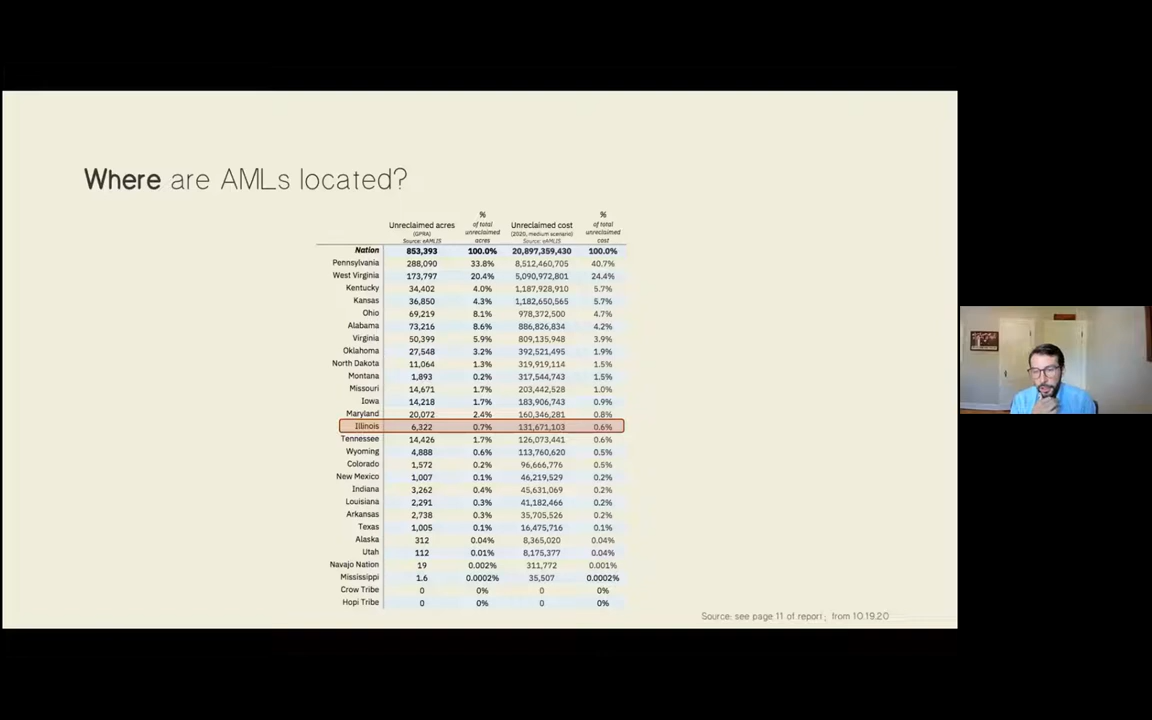 Where are AMLs located?
% %
Unreclaimed acres of total Unreclaimed cost of total
(GPRA) unreclaimed (2020, medium scenario) unreclaimed
Source: eAMLIS acres Source: eAMLIS cost
Nation 853,393 100.0% 20,897,359,430 100.0%
Pennsylvania 288,090 33.8% 8,512,460,705 40.7%
West Virginia 173,797 20.4% 5,090,972,801 24.4%
Kentucky 34,402 4.0% 1,187,928,910 5.7%
Kansas 36,850 4.3% 1,182,650,565 5.7%
Ohio 69,219 8.1% 978,372,500 4.7%
Alabama 73,216 8.6% 886,826,834 4.2%
Virginia 50,399 5.9% 809,135,948 3.9%
Oklahoma 27,548 3.2% 392,521,495 1.9%
North Dakota 11,064 1.3% 319,919,114 1.5%
Montana 1,893 0.2% 317,544,743 1.5%
Missouri 14,671 1.7% 203,442,528 1.0%
Iowa 14,218 1.7% 183,906,743 0.9%
Maryland 20,072 2.4% 160,346,281 0.8%
Illinois 6,322 0.7% 131,671,103 0.6%
Tennessee 14,426 1.7% 126,073,441 0.6%
Wyoming 4,888 0.6% 113,760,620 0.5%
Colorado 1,572 0.2% 96,666,776 0.5%
New Mexico 1,007 0.1% 46,219,529 0.2%
Indiana 3,262 0.4% 45,631,069 0.2%
Louisiana 2,291 0.3% 41,182,466 0.2%
Arkansas 2,738 0.3% 35,705,526 0.2%
Texas 1,005 0.1% 16,475,716 0.1%
Alaska 312 0.04% 8,365,020 0.04%
Utah 112 0.01% 8,175,377 0.04%
Navajo Nation 19 0.002% 311,772 0.001%
Mississippi 1.6 0.0002% 35,507 0.0002%
Crow Tribe 0 0% 0 0%
Hopi Tribe 0 0% 0 0%
Source: see page 11 of report; from 10.19.20